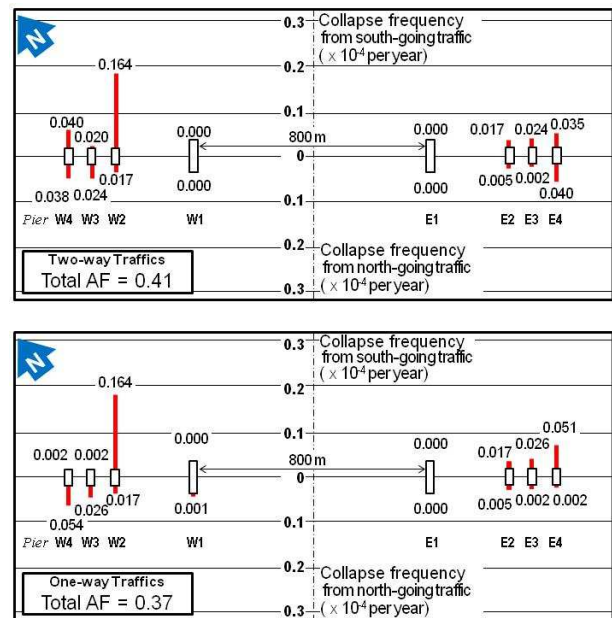 0.3 Collapse frequency
from south-going traffic
( × 10⁻⁴ per year)
0.2
0.164
0.1
0.040 0.020 0.000 800 m 0.000 0.017 0.024 0.035
0
0.038 0.024 0.017 0.000 0.000 0.005 0.002 0.040
0.1
Pier W4 W3 W2 W1 E1 E2 E3 E4
0.2 Collapse frequency
from north-going traffic
( × 10⁻⁴ per year)
0.3
Two-way Traffics
Total AF = 0.41
N
0.3 Collapse frequency
from south-going traffic
( × 10⁻⁴ per year)
0.2
0.164
0.1
0.002 0.002 0.000 800 m 0.000 0.017 0.026 0.051
0
0.054 0.026 0.017 0.001 0.000 0.005 0.002 0.002
0.1
Pier W4 W3 W2 W1 E1 E2 E3 E4
0.2 Collapse frequency
from north-going traffic
( × 10⁻⁴ per year)
0.3
One-way Traffics
Total AF = 0.37
N